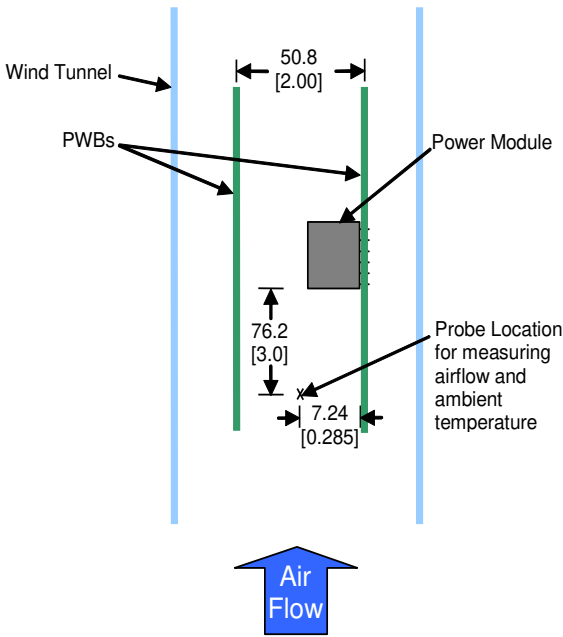 50.8
[2.00]
Wind Tunnel
PWBs
Power Module
76.2
[3.0]
Probe Location
for measuring
airflow and
ambient
temperature
x
7.24
[0.285]
Air
Flow